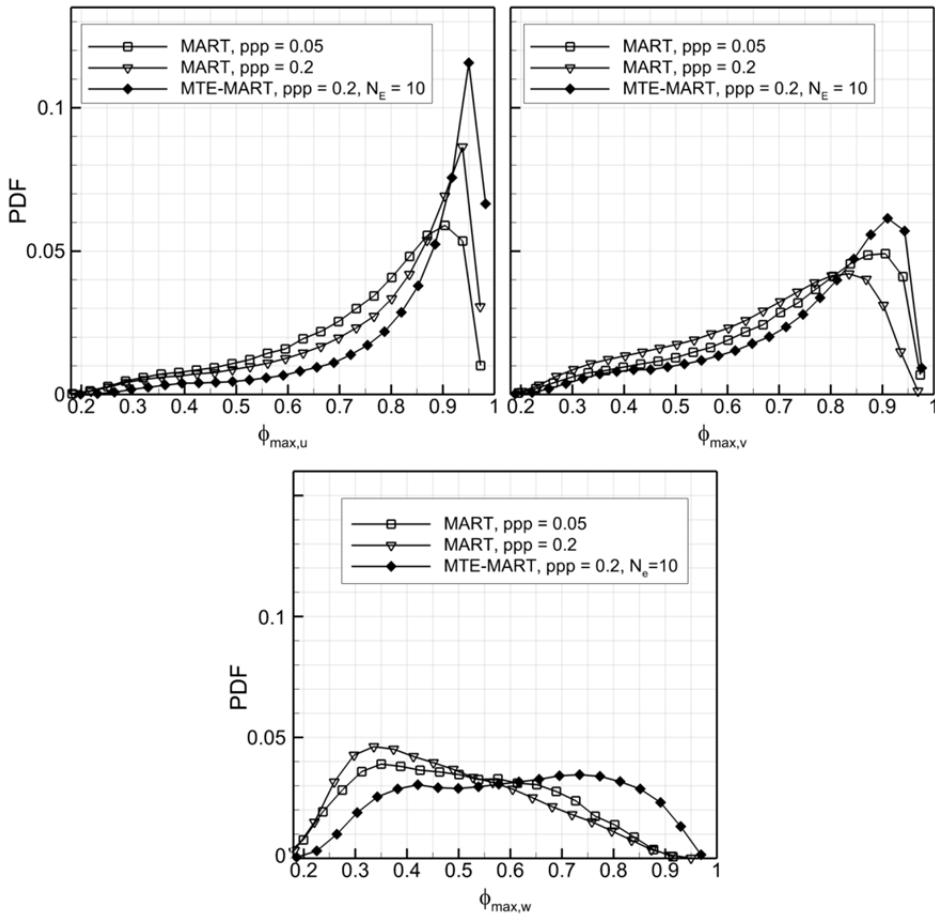 MART, ppp = 0.05
MART, ppp = 0.2
MTE-MART, ppp = 0.2, N_E = 10
PDF
0.1
0.05
0
0.2 0.3 0.4 0.5 0.6 0.7 0.8 0.9 1
ϕmax,u
MART, ppp = 0.05
MART, ppp = 0.2
MTE-MART, ppp = 0.2, N_E = 10
0.2 0.3 0.4 0.5 0.6 0.7 0.8 0.9 1
ϕmax,v
MART, ppp = 0.05
MART, ppp = 0.2
MTE-MART, ppp = 0.2, N_e=10
PDF
0.1
0.05
0
0.2 0.3 0.4 0.5 0.6 0.7 0.8 0.9 1
ϕmax,w